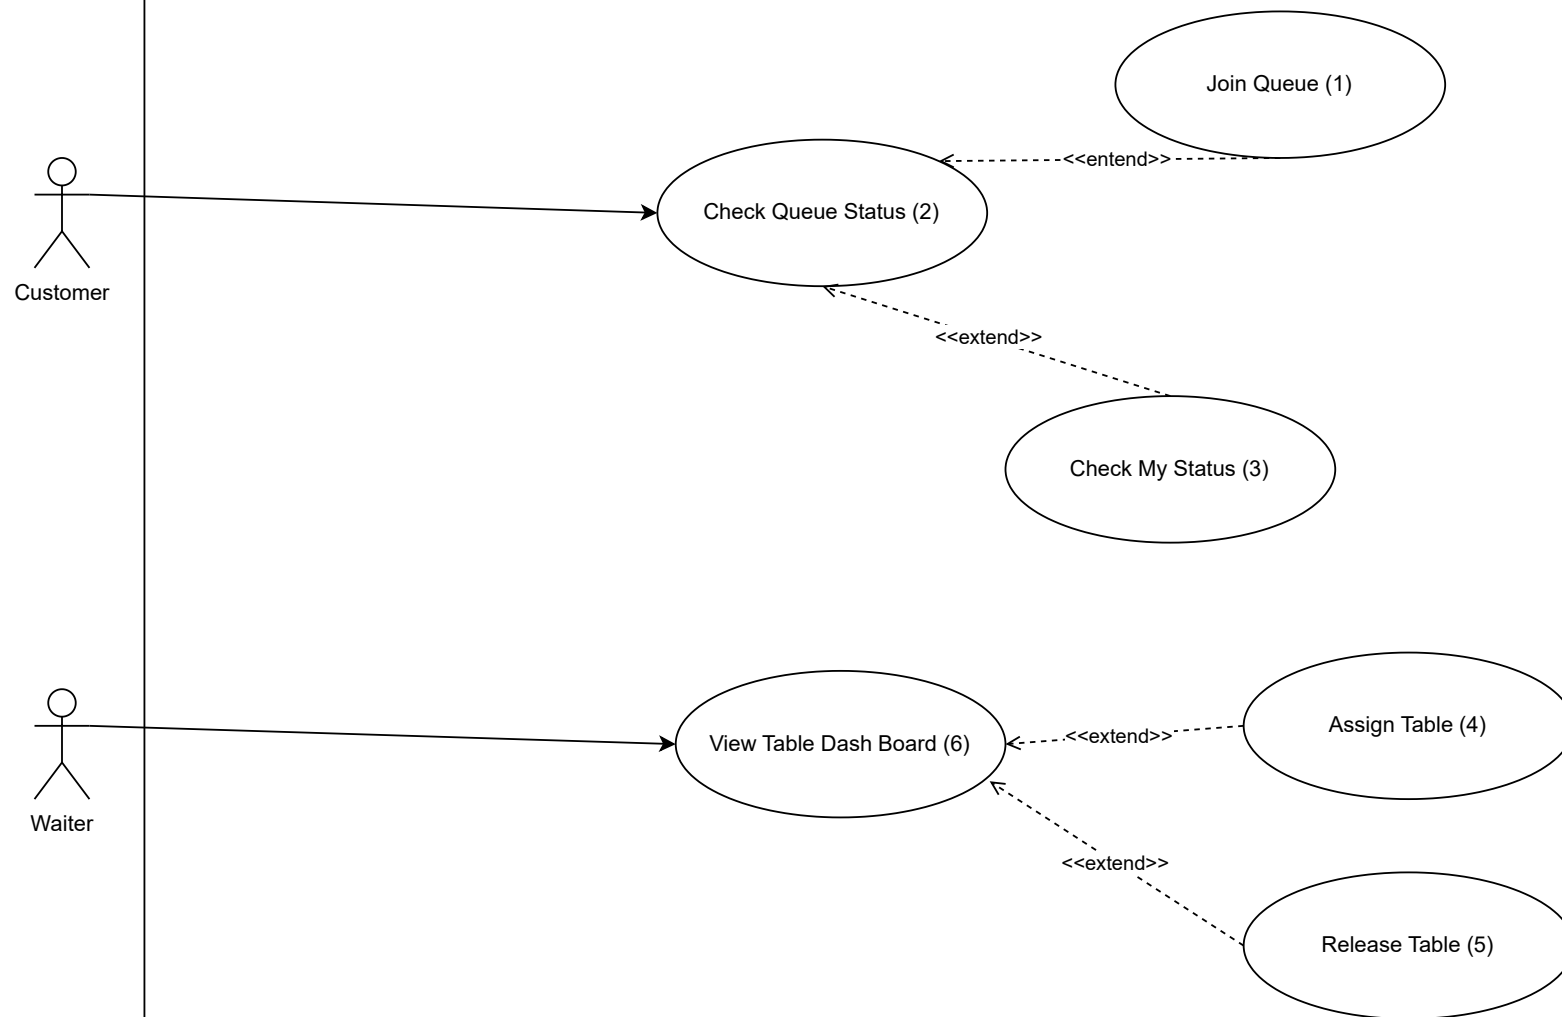 Join Queue (1)
<<entend>>
Check Queue Status (2)
Customer
<<extend>>
Check My Status (3)
Assign Table (4)
<<extend>>
View Table Dash Board (6)
Waiter
<<extend>>
Release Table (5)